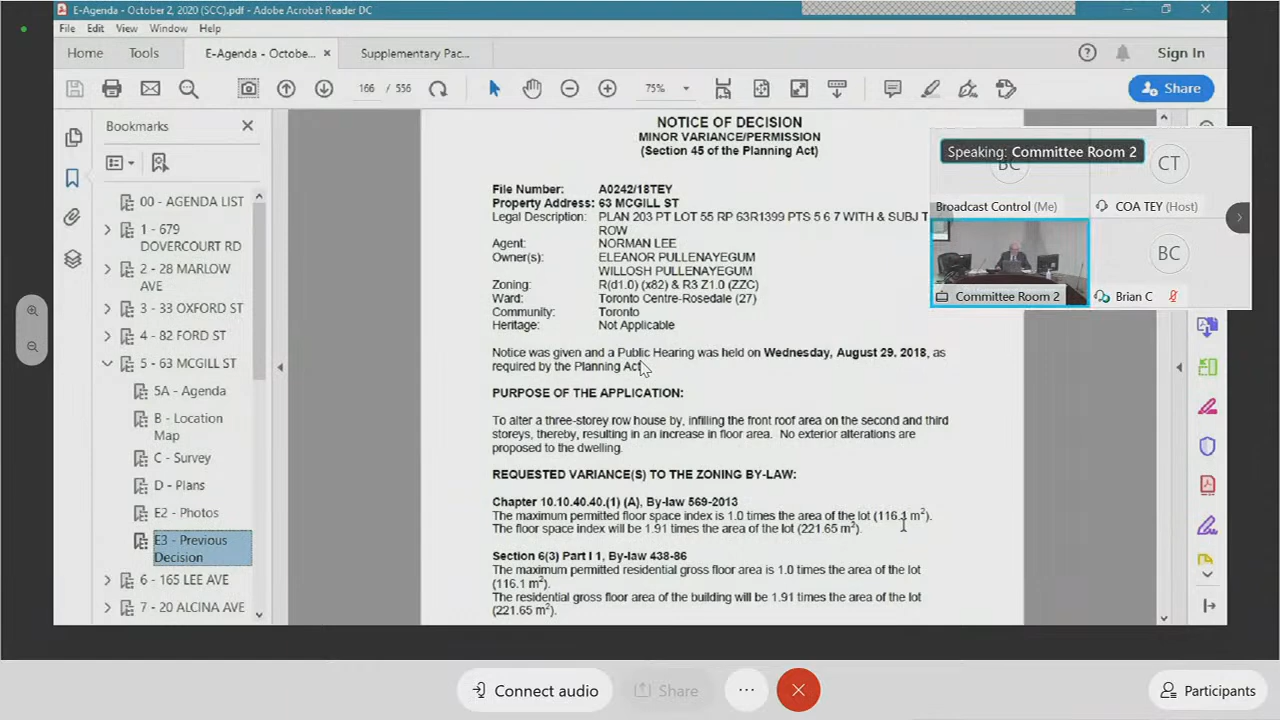 E-Agenda - October 2, 2020 (SCC).pdf - Adobe Acrobat Reader DC
File Edit View Window Help
Home Tools E-Agenda - Octobe... × Supplementary Pac... Sign In
166 / 556 75% Share
Bookmarks
00 - AGENDA LIST
1 - 679
DOVERCOURT RD
2 - 28 MARLOW
AVE
3 - 33 OXFORD ST
4 - 82 FORD ST
5 - 63 MCGILL ST
5A - Agenda
B - Location
Map
C - Survey
D - Plans
E2 - Photos
E3 - Previous
Decision
6 - 165 LEE AVE
7 - 20 ALCINA AVE
NOTICE OF DECISION
MINOR VARIANCE/PERMISSION
(Section 45 of the Planning Act)
File Number: A0242/18TEY
Property Address: 63 MCGILL ST
Legal Description: PLAN 203 PT LOT 55 RP 63R1399 PTS 5 6 7 WITH & SUBJ T
ROW
Agent: NORMAN LEE
Owner(s): ELEANOR PULLENAYEGUM
WILLOSH PULLENAYEGUM
Zoning: R(d1.0) (x82) & R3 Z1.0 (ZZC)
Ward: Toronto Centre-Rosedale (27)
Community: Toronto
Heritage: Not Applicable
Notice was given and a Public Hearing was held on Wednesday, August 29, 2018, as
required by the Planning Act.
PURPOSE OF THE APPLICATION:
To alter a three-storey row house by, infilling the front roof area on the second and third
storeys, thereby, resulting in an increase in floor area. No exterior alterations are
proposed to the dwelling.
REQUESTED VARIANCE(S) TO THE ZONING BY-LAW:
Chapter 10.10.40.40.(1) (A), By-law 569-2013
The maximum permitted floor space index is 1.0 times the area of the lot (116.1 m²).
The floor space index will be 1.91 times the area of the lot (221.65 m²).
Section 6(3) Part I 1, By-law 438-86
The maximum permitted residential gross floor area is 1.0 times the area of the lot
(116.1 m²).
The residential gross floor area of the building will be 1.91 times the area of the lot
(221.65 m²).
Speaking: Committee Room 2
BC CT
Broadcast Control (Me) COA TEY (Host)
BC
Committee Room 2 Brian C
Connect audio Share Participants